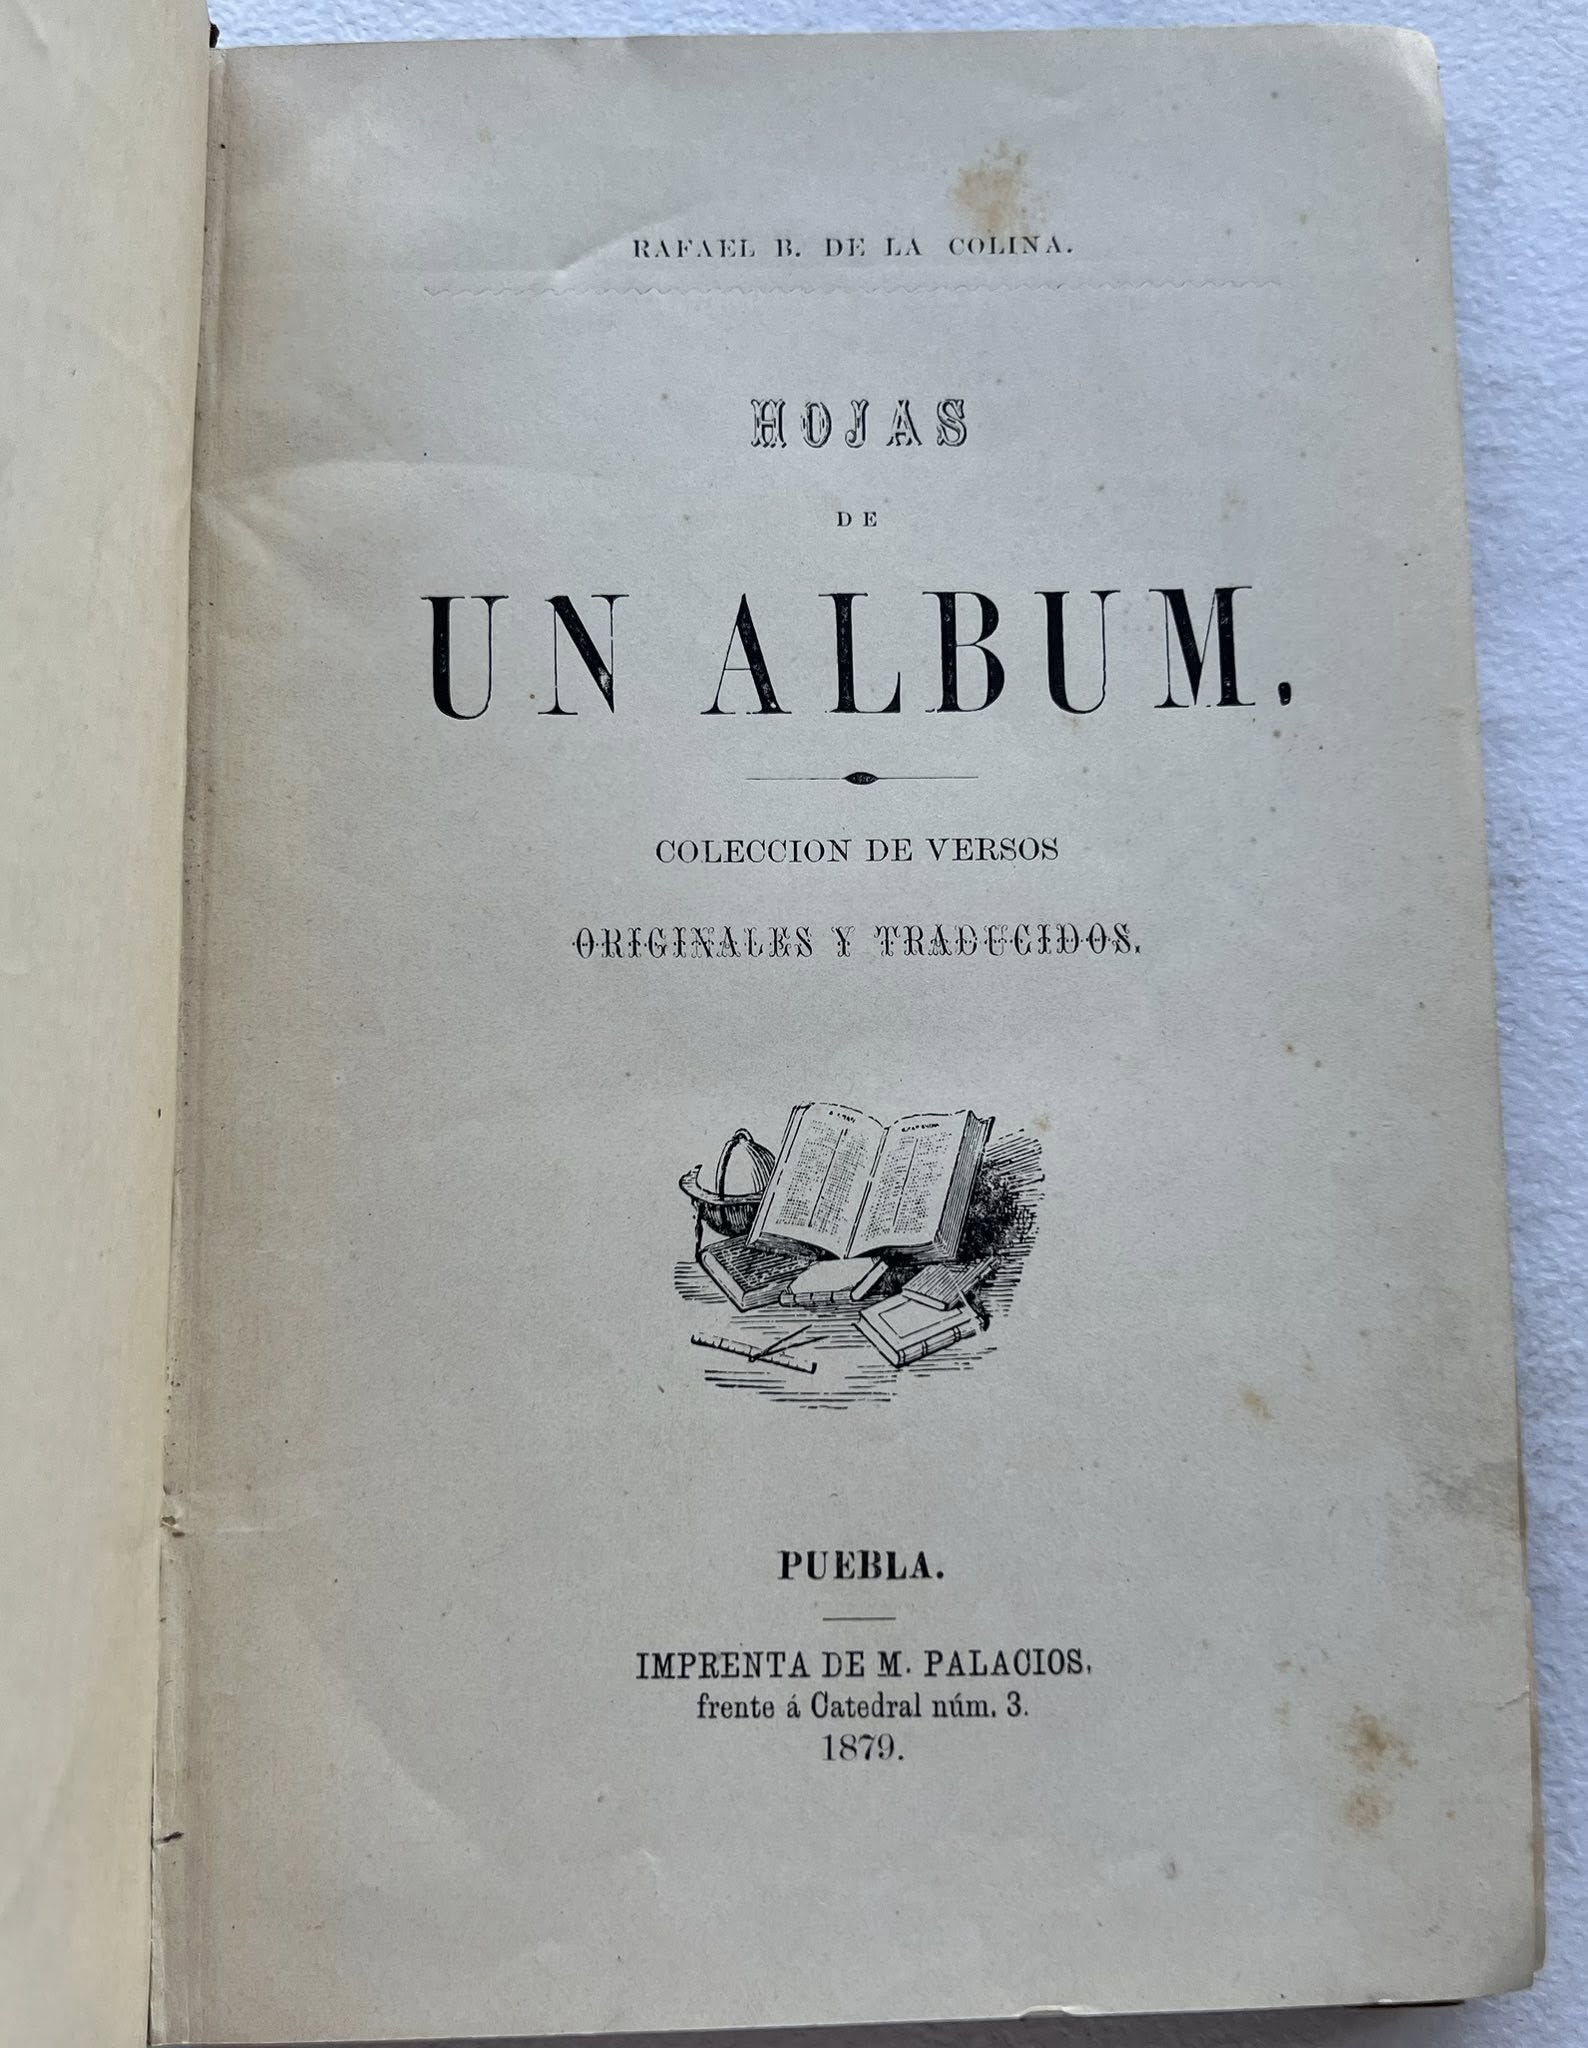 RAFAEL B. DE LA COLINA.
HOJAS
DE
UN ALBUM.
COLECCION DE VERSOS
ORIGINALES Y TRADUCIDOS.
PUEBLA.
IMPRENTA DE M. PALACIOS,
frente á Catedral núm. 3.
1879.